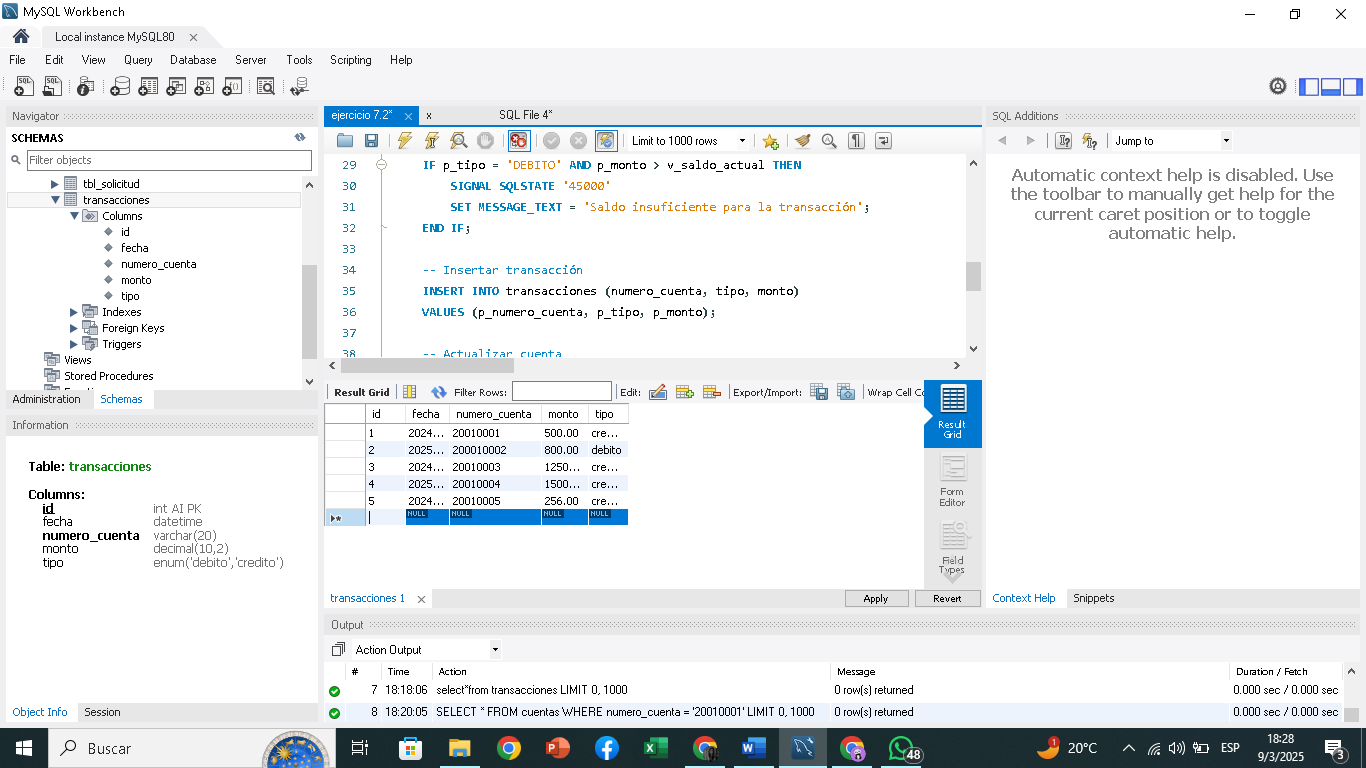 MySQL Workbench
Local instance MySQL80
File Edit View Query Database Server Tools Scripting Help
Navigator
SCHEMAS
Filter objects
tbl_solicitud
transacciones
Columns
id
fecha
numero_cuenta
monto
tipo
Indexes
Foreign Keys
Triggers
Views
Stored Procedures
Administration Schemas
Information
Table: transacciones
Columns:
id int AI PK
fecha datetime
numero_cuenta varchar(20)
monto decimal(10,2)
tipo enum('debito','credito')
Object Info Session
ejercicio 7.2* x SQL File 4*
Limit to 1000 rows
29 IF p_tipo = 'DEBITO' AND p_monto > v_saldo_actual THEN
30 SIGNAL SQLSTATE '45000'
31 SET MESSAGE_TEXT = 'Saldo insuficiente para la transacción';
32 END IF;
33
34 -- Insertar transacción
35 INSERT INTO transacciones (numero_cuenta, tipo, monto)
36 VALUES (p_numero_cuenta, p_tipo, p_monto);
37
38 -- Actualizar cuenta
Result Grid Filter Rows: Edit: Export/Import: Wrap Cell Co
id fecha numero_cuenta monto tipo
1 2024... 20010001 500.00 cre...
2 2025... 200010002 800.00 debito
3 2024... 20010003 1250... cre...
4 2025... 20010004 1500... cre...
5 2024... 20010005 256.00 cre...
NULL NULL NULL NULL
Result Grid
Form Editor
Field Types
transacciones 1
Apply Revert
SQL Additions
Jump to
Automatic context help is disabled. Use
the toolbar to manually get help for the
current caret position or to toggle
automatic help.
Context Help Snippets
Output
Action Output
# Time Action Message Duration / Fetch
7 18:18:06 select*from transacciones LIMIT 0, 1000 0 row(s) returned 0.000 sec / 0.000 sec
8 18:20:05 SELECT * FROM cuentas WHERE numero_cuenta = '20010001' LIMIT 0, 1000 0 row(s) returned 0.000 sec / 0.000 sec
Buscar
48
1
20°C
ESP
18:28
9/3/2025
3